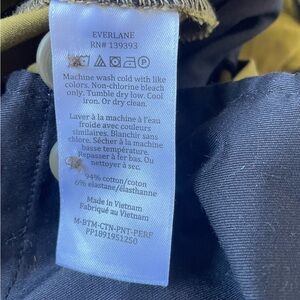 EVERLANE
RN# 139393
Machine wash cold with like
colors. Non-chlorine bleach
only. Tumble dry low. Cool
iron. Or dry clean.
Laver à la machine à l'eau
froide avec couleurs
similaires. Blanchir sans
chlore. Sécher à la machine
basse température.
Repasser à fer bas. Ou
nettoyer à sec.
94% cotton/coton
6% elastane/élasthanne
Made in Vietnam
Fabriqué au Vietnam
M-BTM-CTN-PNT-PERF
PP1891951250